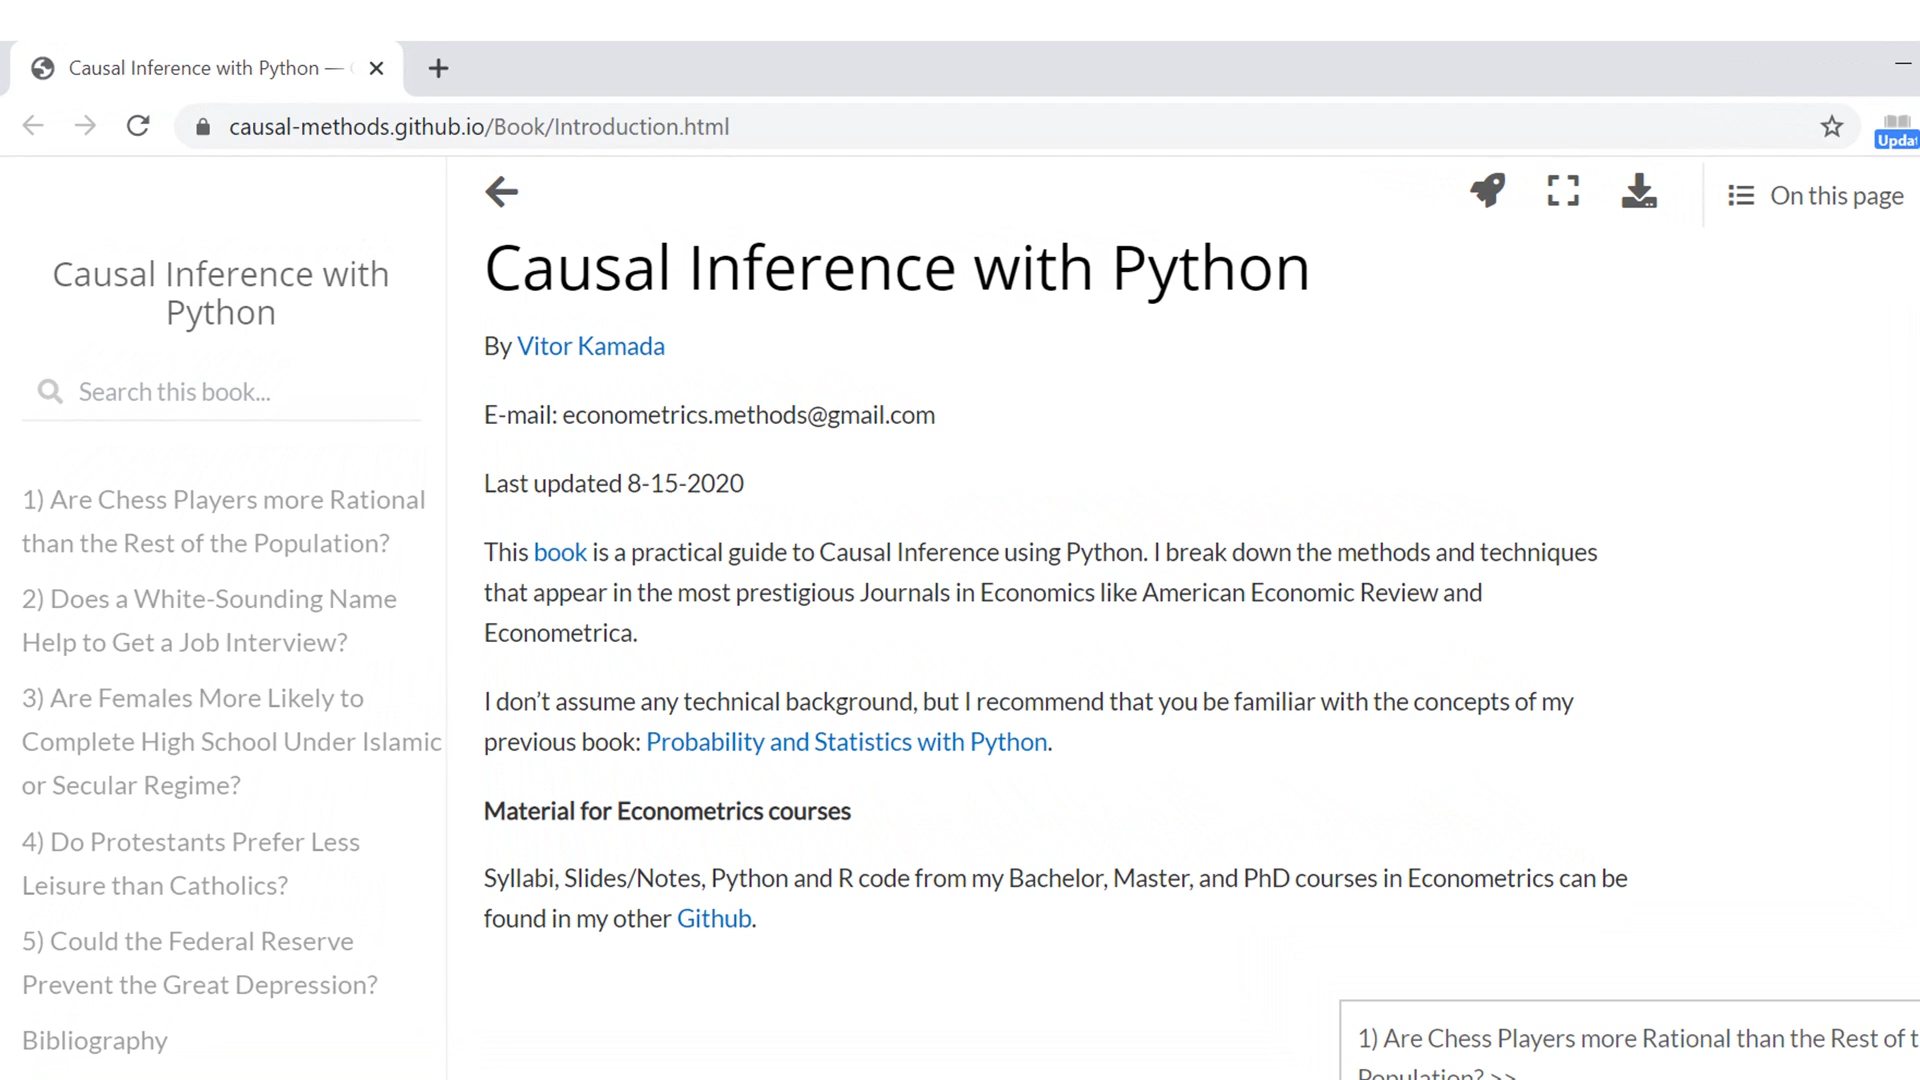 Causal Inference with Python —
causal-methods.github.io/Book/Introduction.html
On this page
Causal Inference with
Python
Search this book...
1) Are Chess Players more Rational
than the Rest of the Population?
2) Does a White-Sounding Name
Help to Get a Job Interview?
3) Are Females More Likely to
Complete High School Under Islamic
or Secular Regime?
4) Do Protestants Prefer Less
Leisure than Catholics?
5) Could the Federal Reserve
Prevent the Great Depression?
Bibliography
Causal Inference with Python
By Vitor Kamada
E-mail: econometrics.methods@gmail.com
Last updated 8-15-2020
This book is a practical guide to Causal Inference using Python. I break down the methods and techniques
that appear in the most prestigious Journals in Economics like American Economic Review and
Econometrica.
I don’t assume any technical background, but I recommend that you be familiar with the concepts of my
previous book: Probability and Statistics with Python.
Material for Econometrics courses
Syllabi, Slides/Notes, Python and R code from my Bachelor, Master, and PhD courses in Econometrics can be
found in my other Github.
1) Are Chess Players more Rational than the Rest of
Population? >>